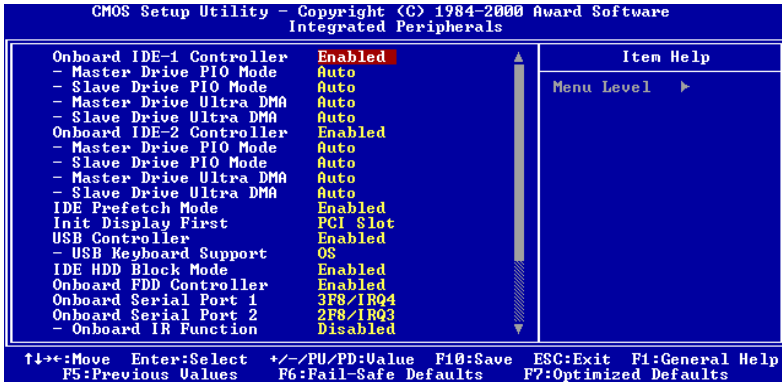 CMOS Setup Utility - Copyright (C) 1984-2000 Award Software
Integrated Peripherals
Onboard IDE-1 Controller Enabled
- Master Drive PIO Mode Auto
- Slave Drive PIO Mode Auto
- Master Drive Ultra DMA Auto
- Slave Drive Ultra DMA Auto
Onboard IDE-2 Controller Enabled
- Master Drive PIO Mode Auto
- Slave Drive PIO Mode Auto
- Master Drive Ultra DMA Auto
- Slave Drive Ultra DMA Auto
IDE Prefetch Mode Enabled
Init Display First PCI Slot
USB Controller Enabled
- USB Keyboard Support OS
IDE HDD Block Mode Enabled
Onboard FDD Controller Enabled
Onboard Serial Port 1 3F8/IRQ4
Onboard Serial Port 2 2F8/IRQ3
- Onboard IR Function Disabled
Item Help
Menu Level ►
↑↓→←:Move Enter:Select +/-/PU/PD:Value F10:Save ESC:Exit F1:General Help
F5:Previous Values F6:Fail-Safe Defaults F7:Optimized Defaults